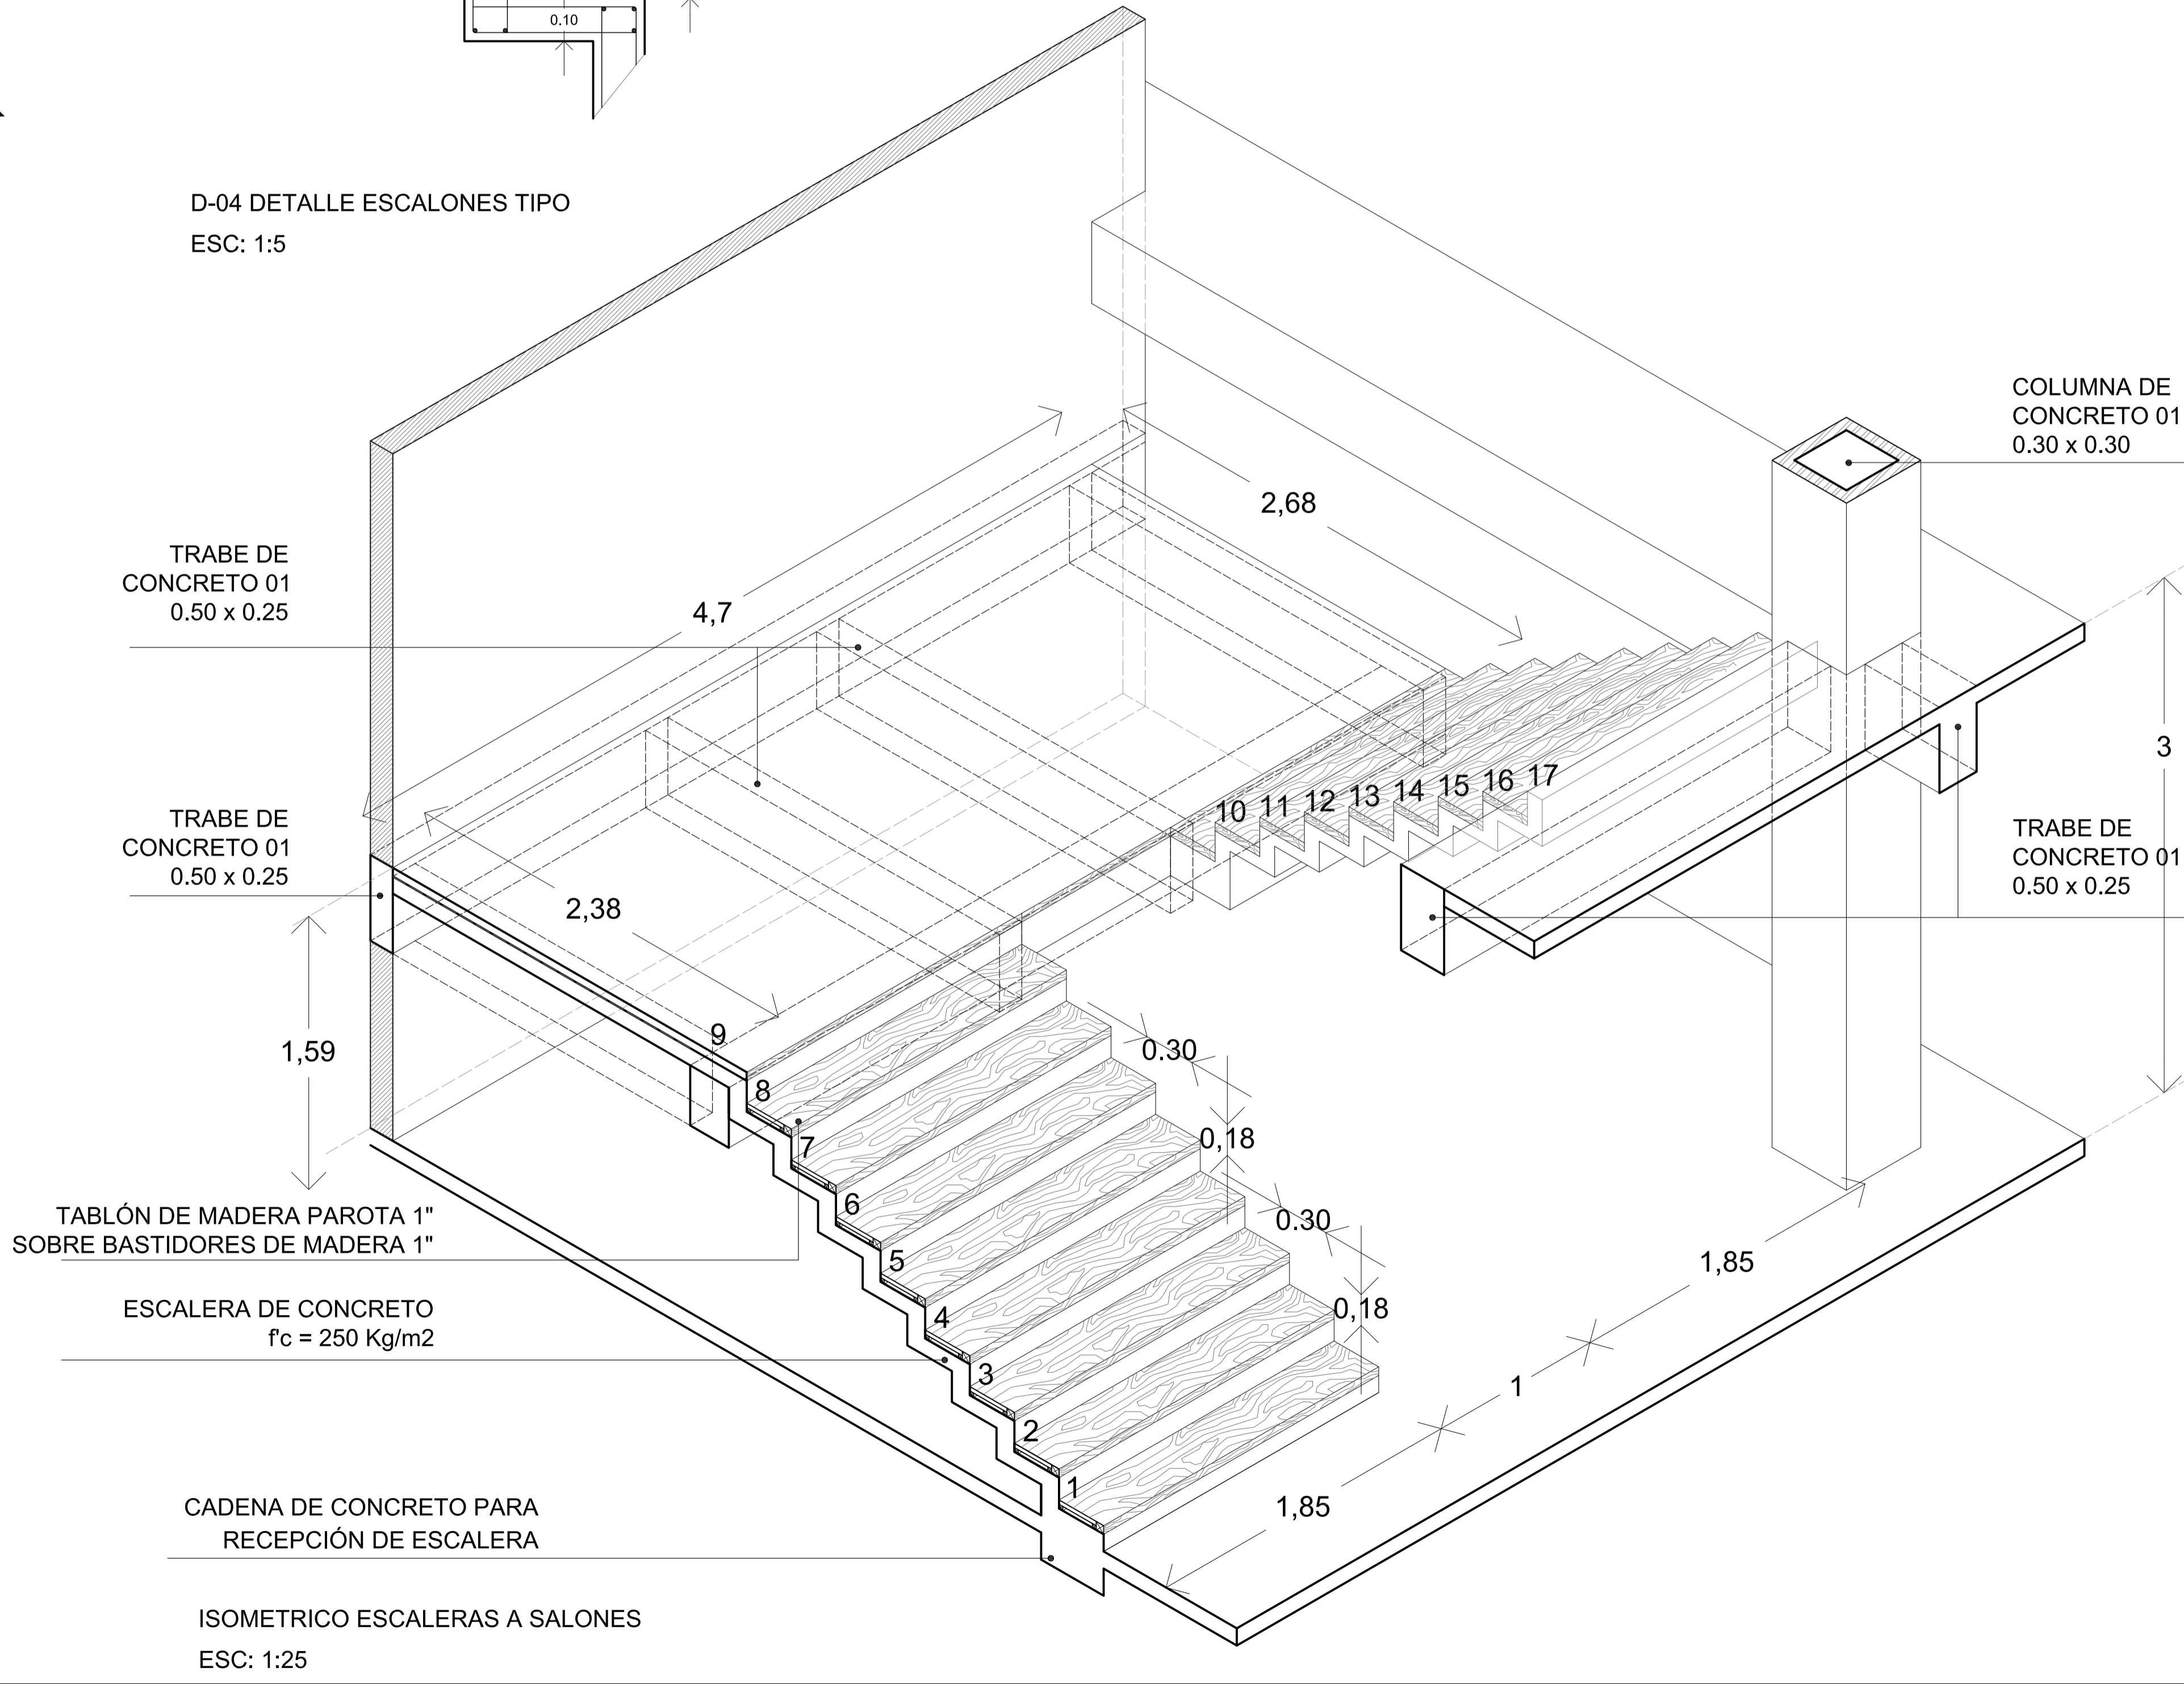 0.10
D-04 DETALLE ESCALONES TIPO
ESC: 1:5
COLUMNA DE
CONCRETO 01
0.30 x 0.30
2,68
TRABE DE
CONCRETO 01
0.50 x 0.25
4,7
3
10
11
12
13
14
15
16
17
TRABE DE
CONCRETO 01
0.50 x 0.25
TRABE DE
CONCRETO 01
0.50 x 0.25
2,38
1,59
9
8
7
6
5
4
3
2
1
0.30
0,18
0.30
0,18
TABLÓN DE MADERA PAROTA 1"
SOBRE BASTIDORES DE MADERA 1"
ESCALERA DE CONCRETO
f'c = 250 Kg/m2
1,85
1
1,85
CADENA DE CONCRETO PARA
RECEPCIÓN DE ESCALERA
ISOMETRICO ESCALERAS A SALONES
ESC: 1:25